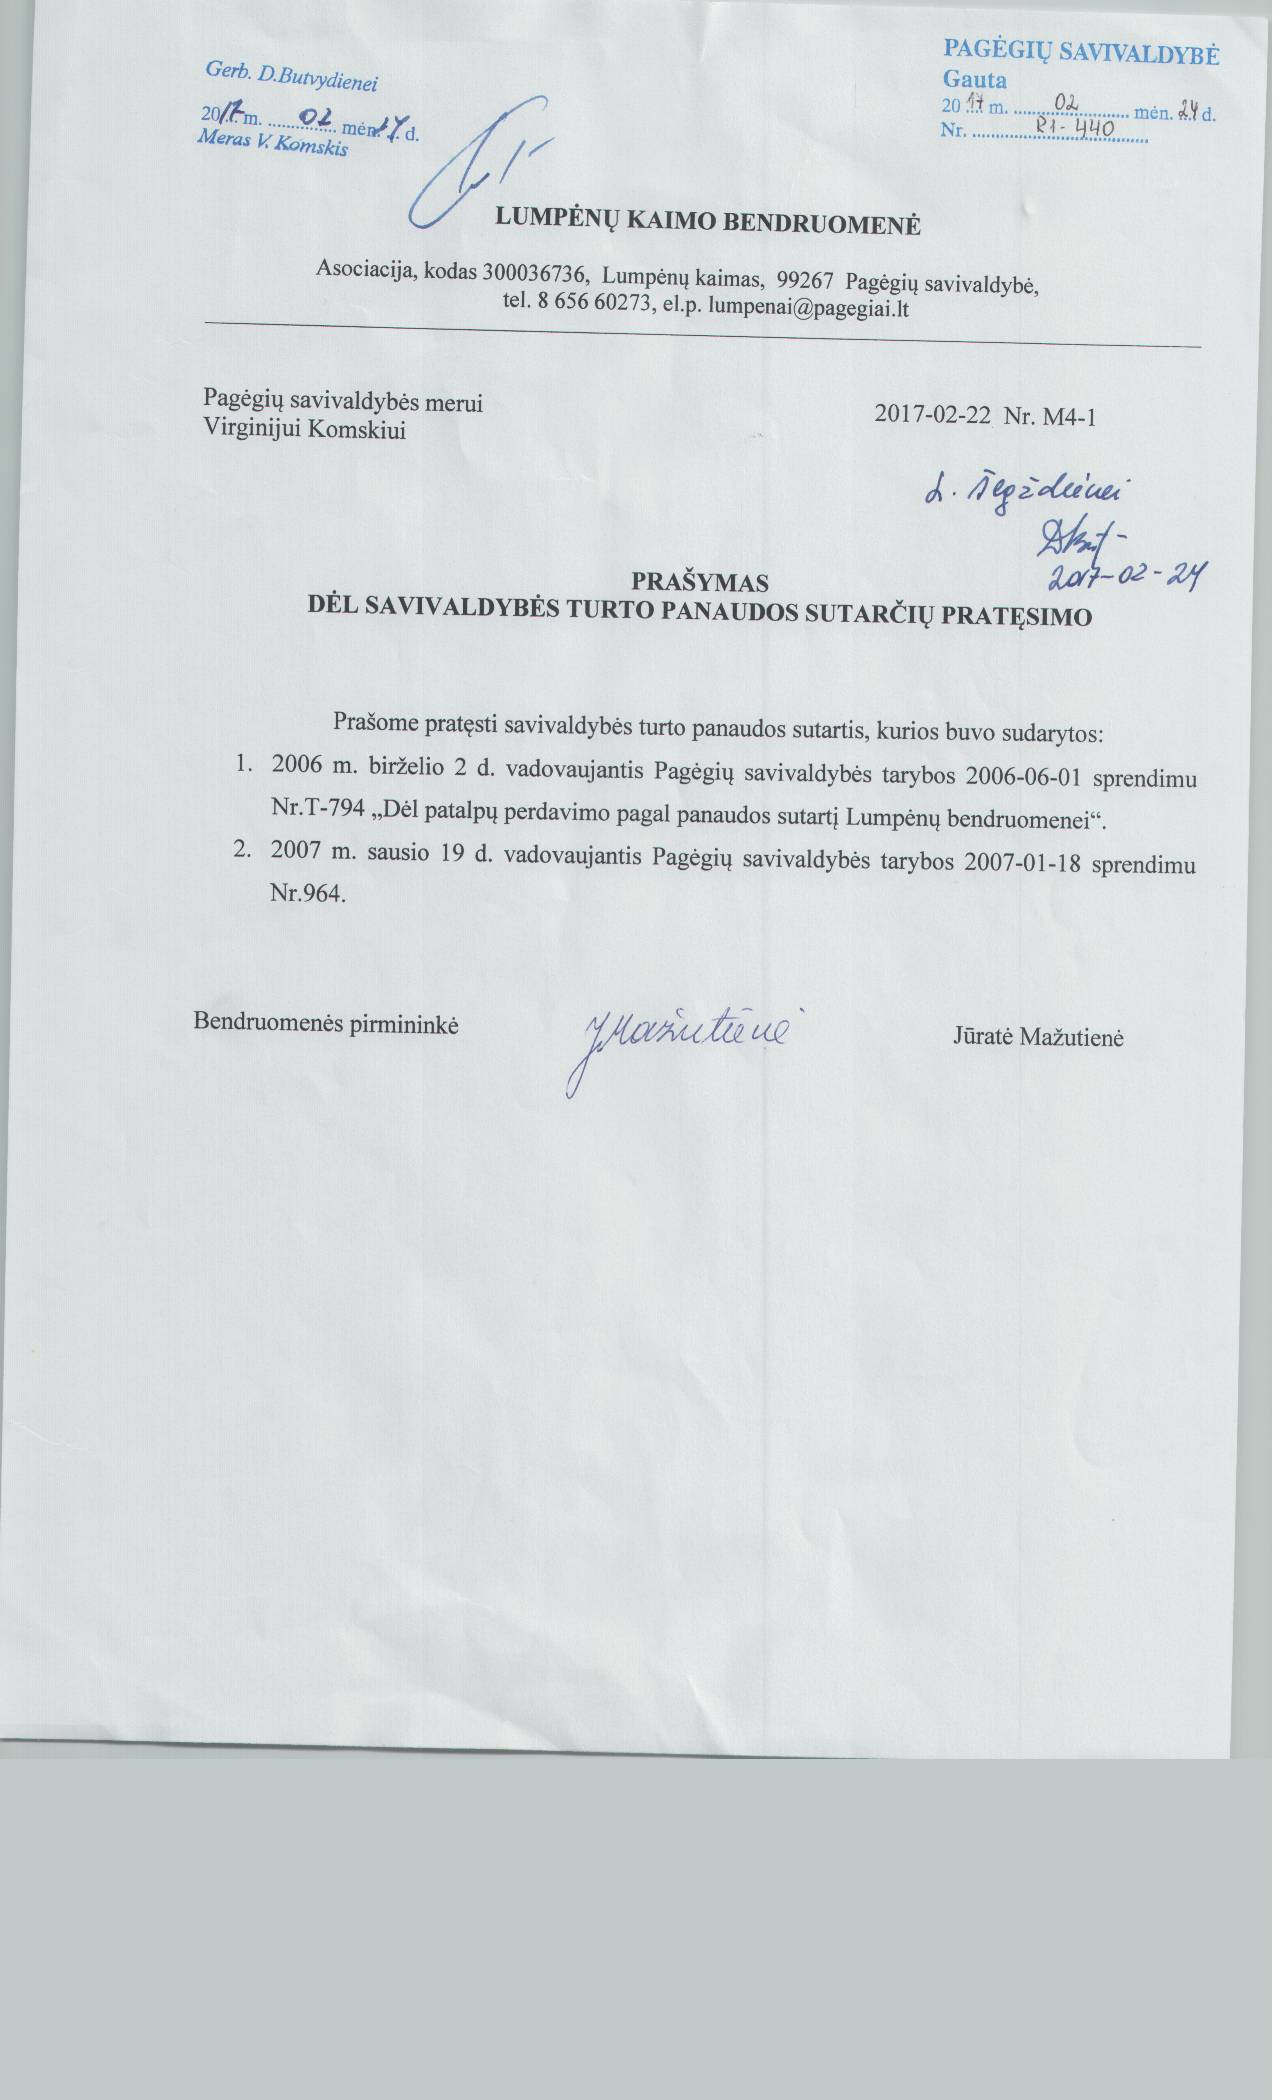 Gerb. D.Butvydienei
2017 m. 02 mėn. 24 d.
Meras V. Komskis
PAGĖGIŲ SAVIVALDYBĖ
Gauta
2017 m. 02 mėn. 24 d.
Nr. R1-440
LUMPĖNŲ KAIMO BENDRUOMENĖ
Asociacija, kodas 300036736, Lumpėnų kaimas, 99267 Pagėgių savivaldybė,
tel. 8 656 60273, el.p. lumpenai@pagegiai.lt
Pagėgių savivaldybės merui
Virginijui Komskiui
2017-02-22 Nr. M4-1
2017-02-24
PRAŠYMAS
DĖL SAVIVALDYBĖS TURTO PANAUDOS SUTARČIŲ PRATĘSIMO
Prašome pratęsti savivaldybės turto panaudos sutartis, kurios buvo sudarytos:
1. 2006 m. birželio 2 d. vadovaujantis Pagėgių savivaldybės tarybos 2006-06-01 sprendimu
Nr.T-794 „Dėl patalpų perdavimo pagal panaudos sutartį Lumpėnų bendruomenei“.
2. 2007 m. sausio 19 d. vadovaujantis Pagėgių savivaldybės tarybos 2007-01-18 sprendimu
Nr.964.
Bendruomenės pirmininkė
JMažutienė
Jūratė Mažutienė